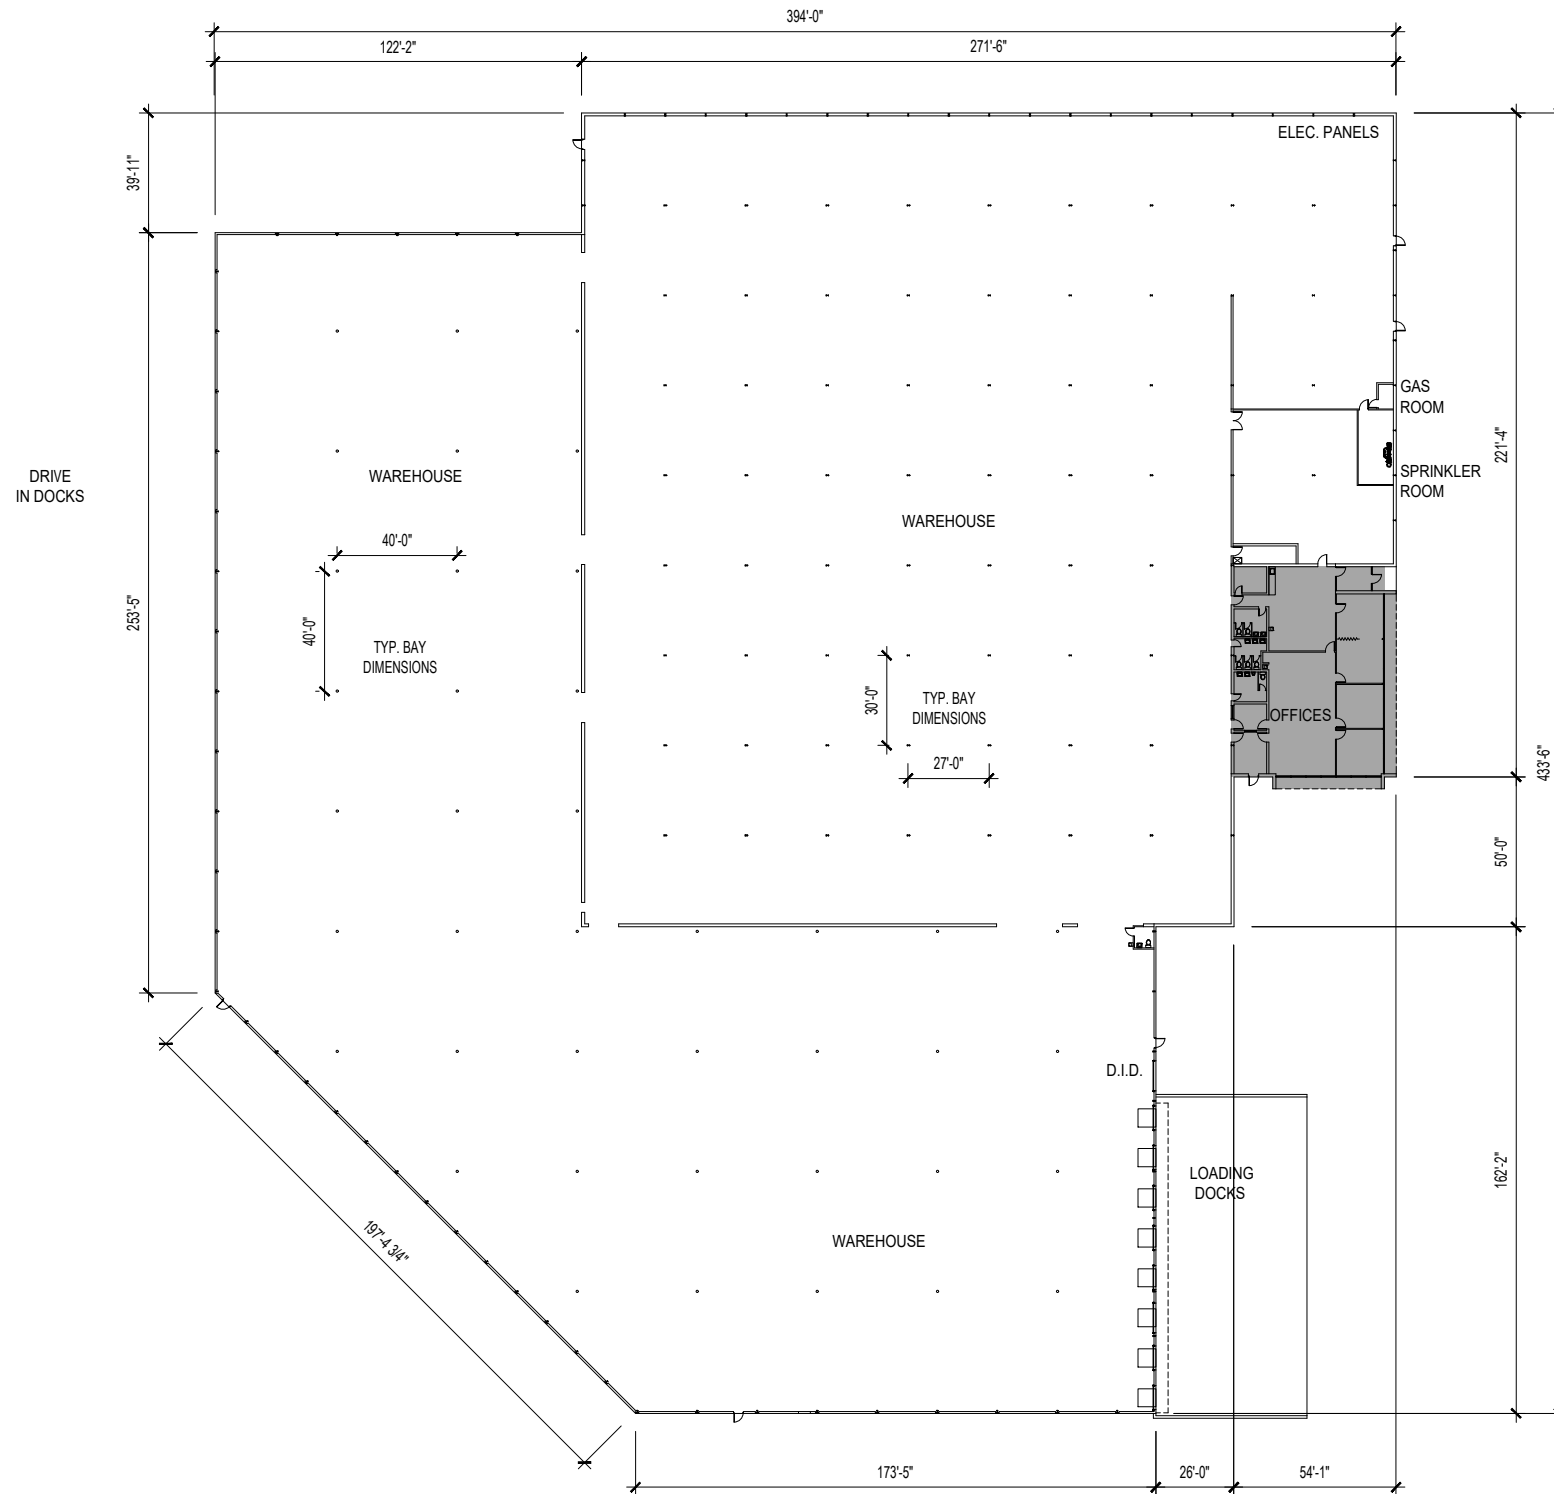 394'-0"
122'-2"
271'-6"
ELEC. PANELS
39'-11"
GAS
ROOM
221'-4"
DRIVE
IN DOCKS
WAREHOUSE
SPRINKLER
ROOM
WAREHOUSE
40'-0"
253'-5"
40'-0"
TYP. BAY
DIMENSIONS
30'-0"
TYP. BAY
DIMENSIONS
OFFICES
27'-0"
433'-6"
50'-0"
D.I.D.
LOADING
DOCKS
162'-2"
197'-4 3/4"
WAREHOUSE
173'-5"
26'-0"
54'-1"